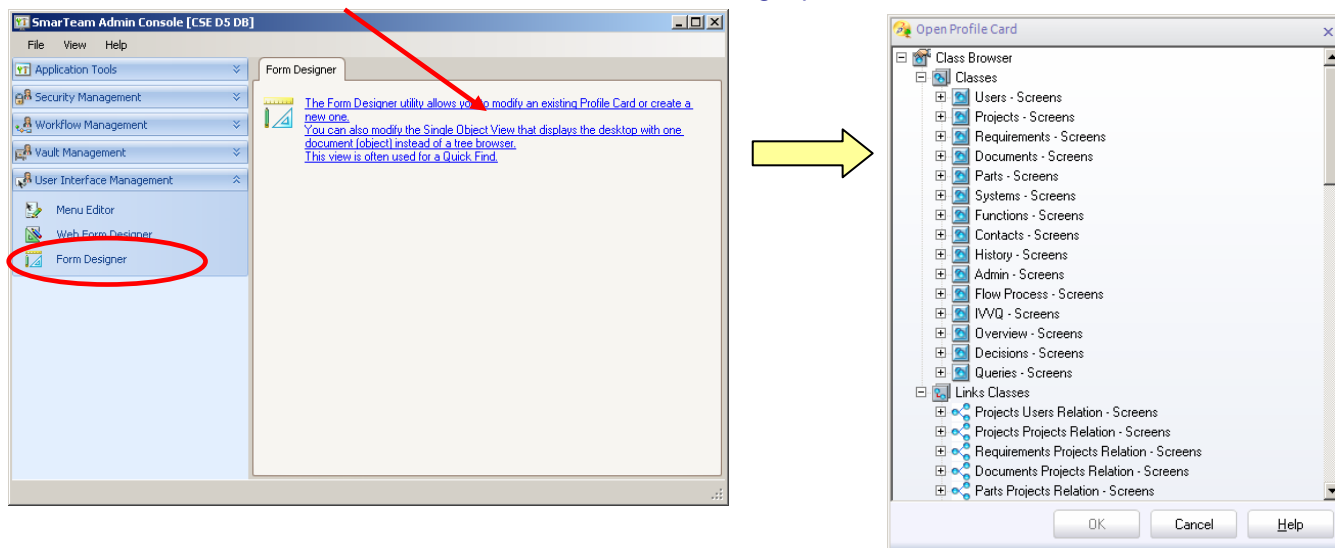 SmarTeam Admin Console [CSE D5 DB]
File View Help
Application Tools
Security Management
Workflow Management
Vault Management
User Interface Management
Menu Editor
Web Form Designer
Form Designer
Form Designer
The Form Designer utility allows you to modify an existing Profile Card or create a
new one.
You can also modify the Single Object View that displays the desktop with one
document (object) instead of a tree browser.
This view is often used for a Quick Find.
Open Profile Card
Class Browser
Classes
Users - Screens
Projects - Screens
Requirements - Screens
Documents - Screens
Parts - Screens
Systems - Screens
Functions - Screens
Contacts - Screens
History - Screens
Admin - Screens
Flow Process - Screens
IVVQ - Screens
Overview - Screens
Decisions - Screens
Queries - Screens
Links Classes
Projects Users Relation - Screens
Projects Projects Relation - Screens
Requirements Projects Relation - Screens
Documents Projects Relation - Screens
Parts Projects Relation - Screens
OK Cancel Help